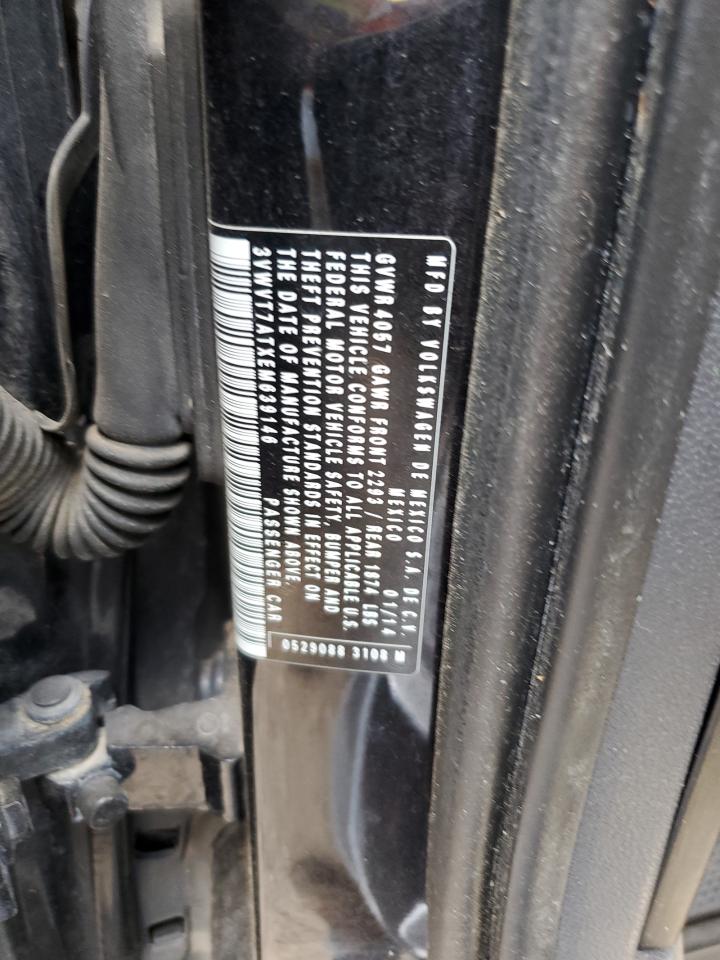 MFD BY VOLKSWAGEN DE MEXICO S.A. DE C.V.
MEXICO 01/14
GVWR 4057 GAWR FRONT 2293 / REAR 1874 LBS
THIS VEHICLE CONFORMS TO ALL APPLICABLE U.S.
FEDERAL MOTOR VEHICLE SAFETY, BUMPER AND
THEFT PREVENTION STANDARDS IN EFFECT ON
THE DATE OF MANUFACTURE SHOWN ABOVE.
PASSENGER CAR
0529088 3108 M